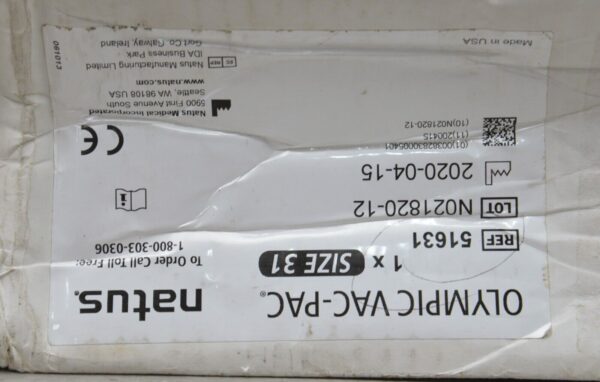 OLYMPIC VAC-PAC®
1 x SIZE 31
REF 51631
LOT N021820-12
2020-04-15
(01)00382830005401
(11)200415
(10)N021820-12
Made in USA
natus.
To Order Call Toll Free:
1-800-303-0306
CE
Natus Medical Incorporated
5900 First Avenue South
Seattle, WA 98108 USA
www.natus.com
EC REP Natus Manufacturing Limited
IDA Business Park
Gort Co. Galway, Ireland
061013